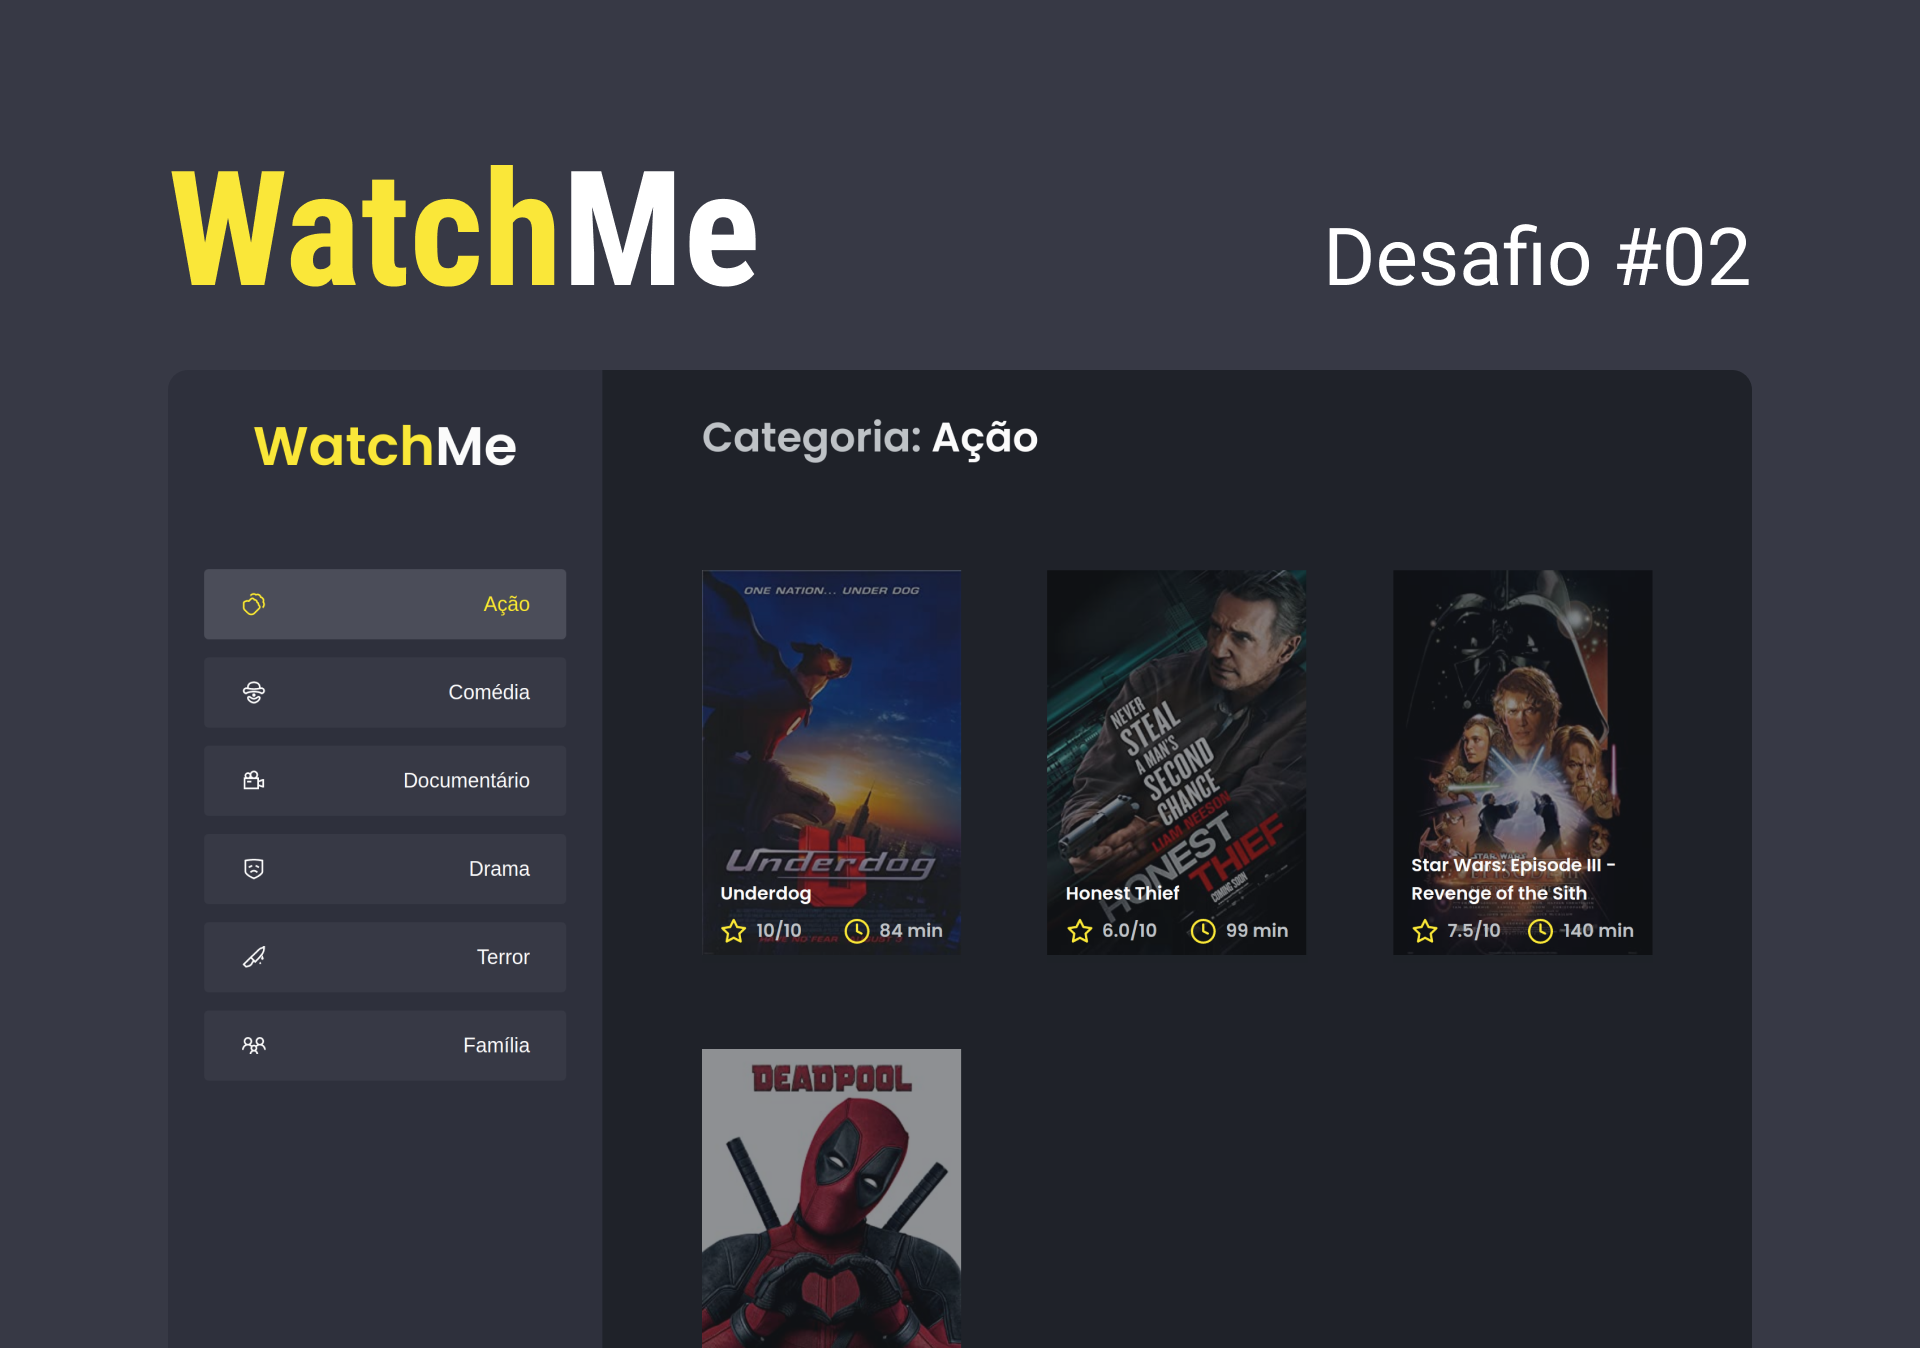 WatchMe
Desafio #02
WatchMe
Ação
Comédia
Documentário
Drama
Terror
Família
Categoria: Ação
ONE NATION... UNDER DOG
Underdog
Underdog
10/10
84 min
NEVER
STEAL
A MAN'S
SECOND
CHANCE
LIAM NEESON
HONEST
THIEF
COMING SOON
Honest Thief
6.0/10
99 min
STAR WARS
Star Wars: Episode III -
Revenge of the Sith
7.5/10
140 min
DEADPOOL